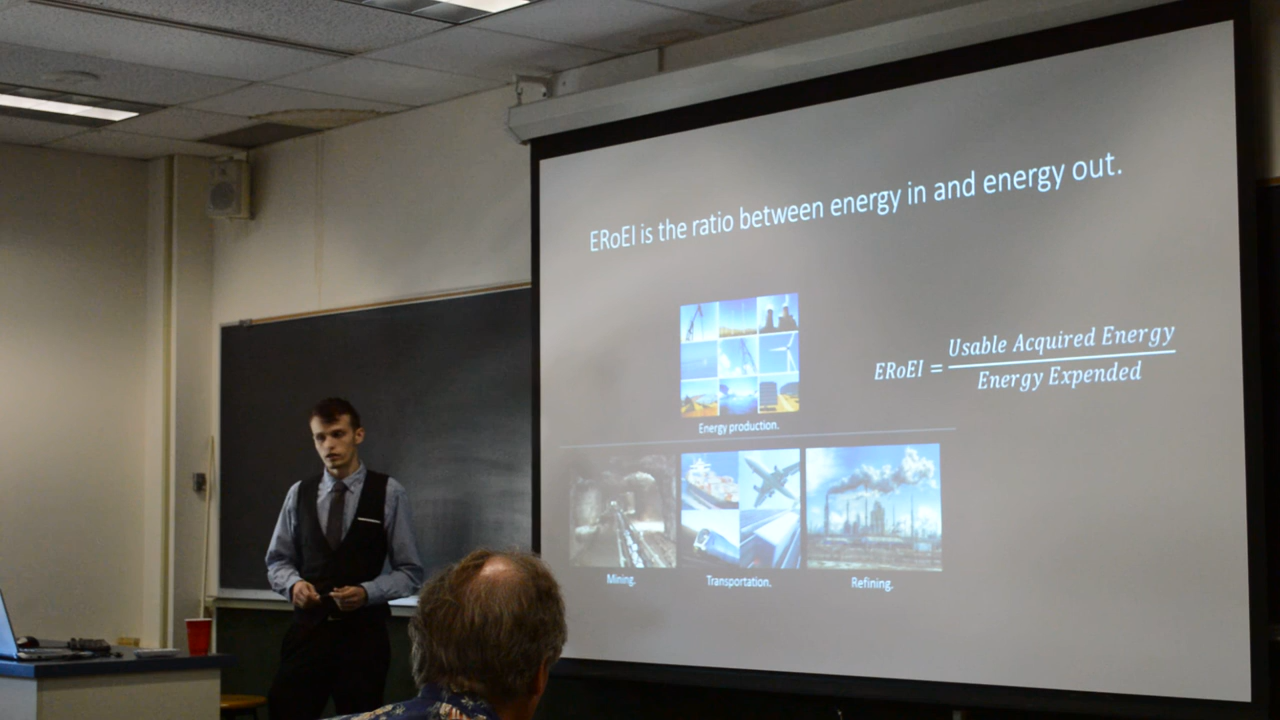 ERoEI is the ratio between energy in and energy out.
Usable Acquired Energy
ERoEI =
Energy Expended
Energy production.
Mining.
Transportation.
Refining.